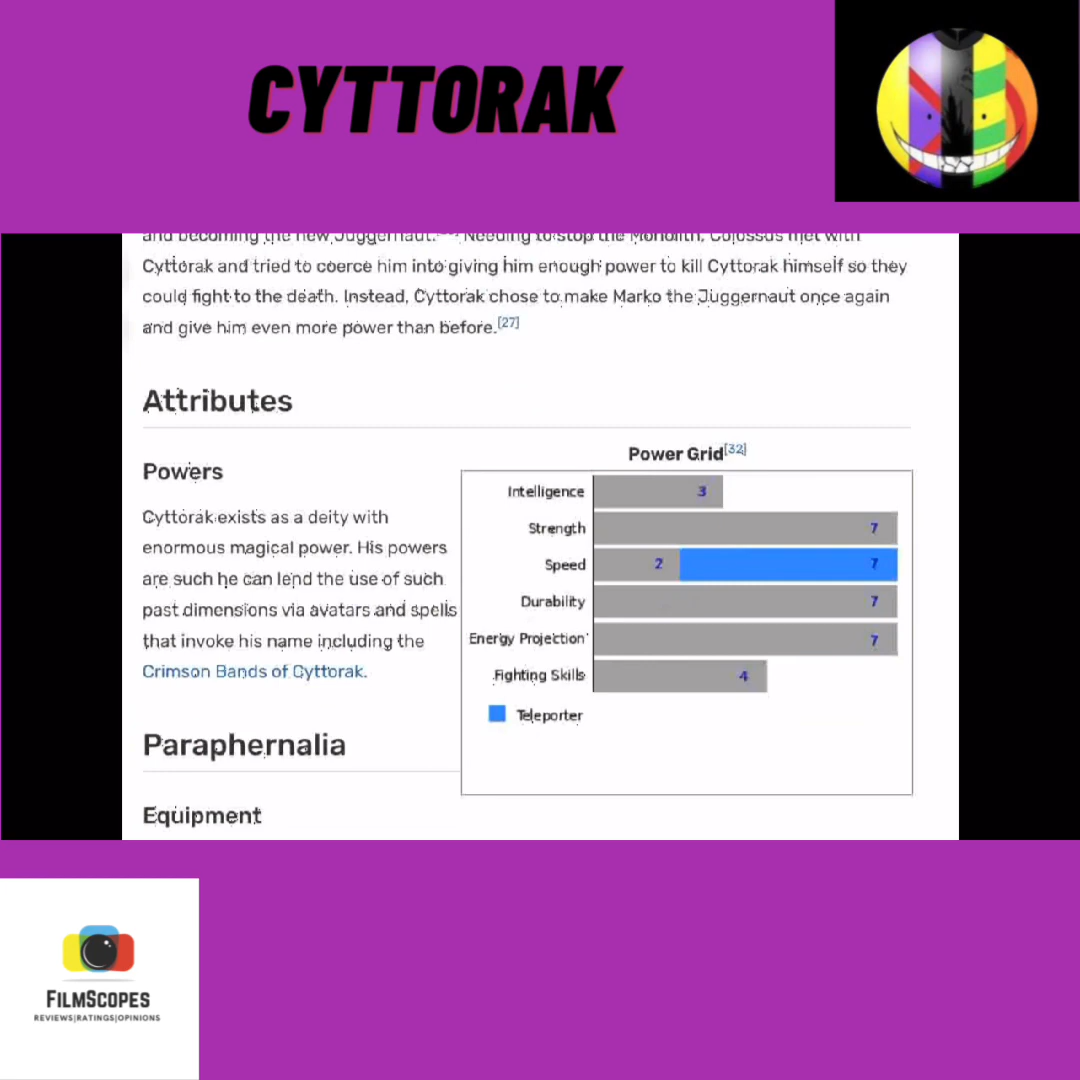 CYTTORAK
and becoming the new Juggernaut. Needing to stop the Monolith, Colossus met with
Cyttorak and tried to coerce him into giving him enough power to kill Cyttorak himself so they
could fight to the death. Instead, Cyttorak chose to make Marko the Juggernaut once again
and give him even more power than before.[27]
Attributes
Powers
Cyttorak exists as a deity with
enormous magical power. His powers
are such he can lend the use of such
past dimensions via avatars and spells
that invoke his name including the
Crimson Bands of Cyttorak.
Power Grid[32]
Intelligence 3
Strength 7
Speed 2 7
Durability 7
Energy Projection 7
Fighting Skills 4
Teleporter
Paraphernalia
Equipment
FILMSCOPES
REVIEWS|RATINGS|OPINIONS